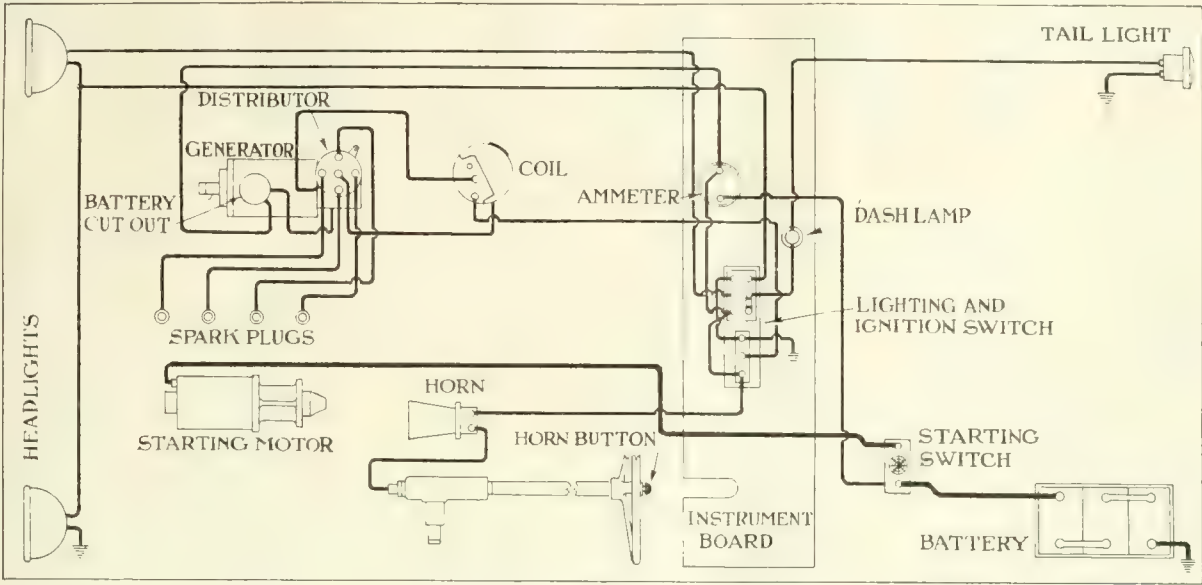 TAIL LIGHT
DISTRIBUTOR
GENERATOR
COIL
BATTERY
CUT OUT
AMMETER
DASH LAMP
LIGHTING AND
IGNITION SWITCH
SPARK PLUGS
HEADLIGHTS
HORN
STARTING MOTOR
HORN BUTTON
STARTING
SWITCH
INSTRUMENT
BOARD
BATTERY